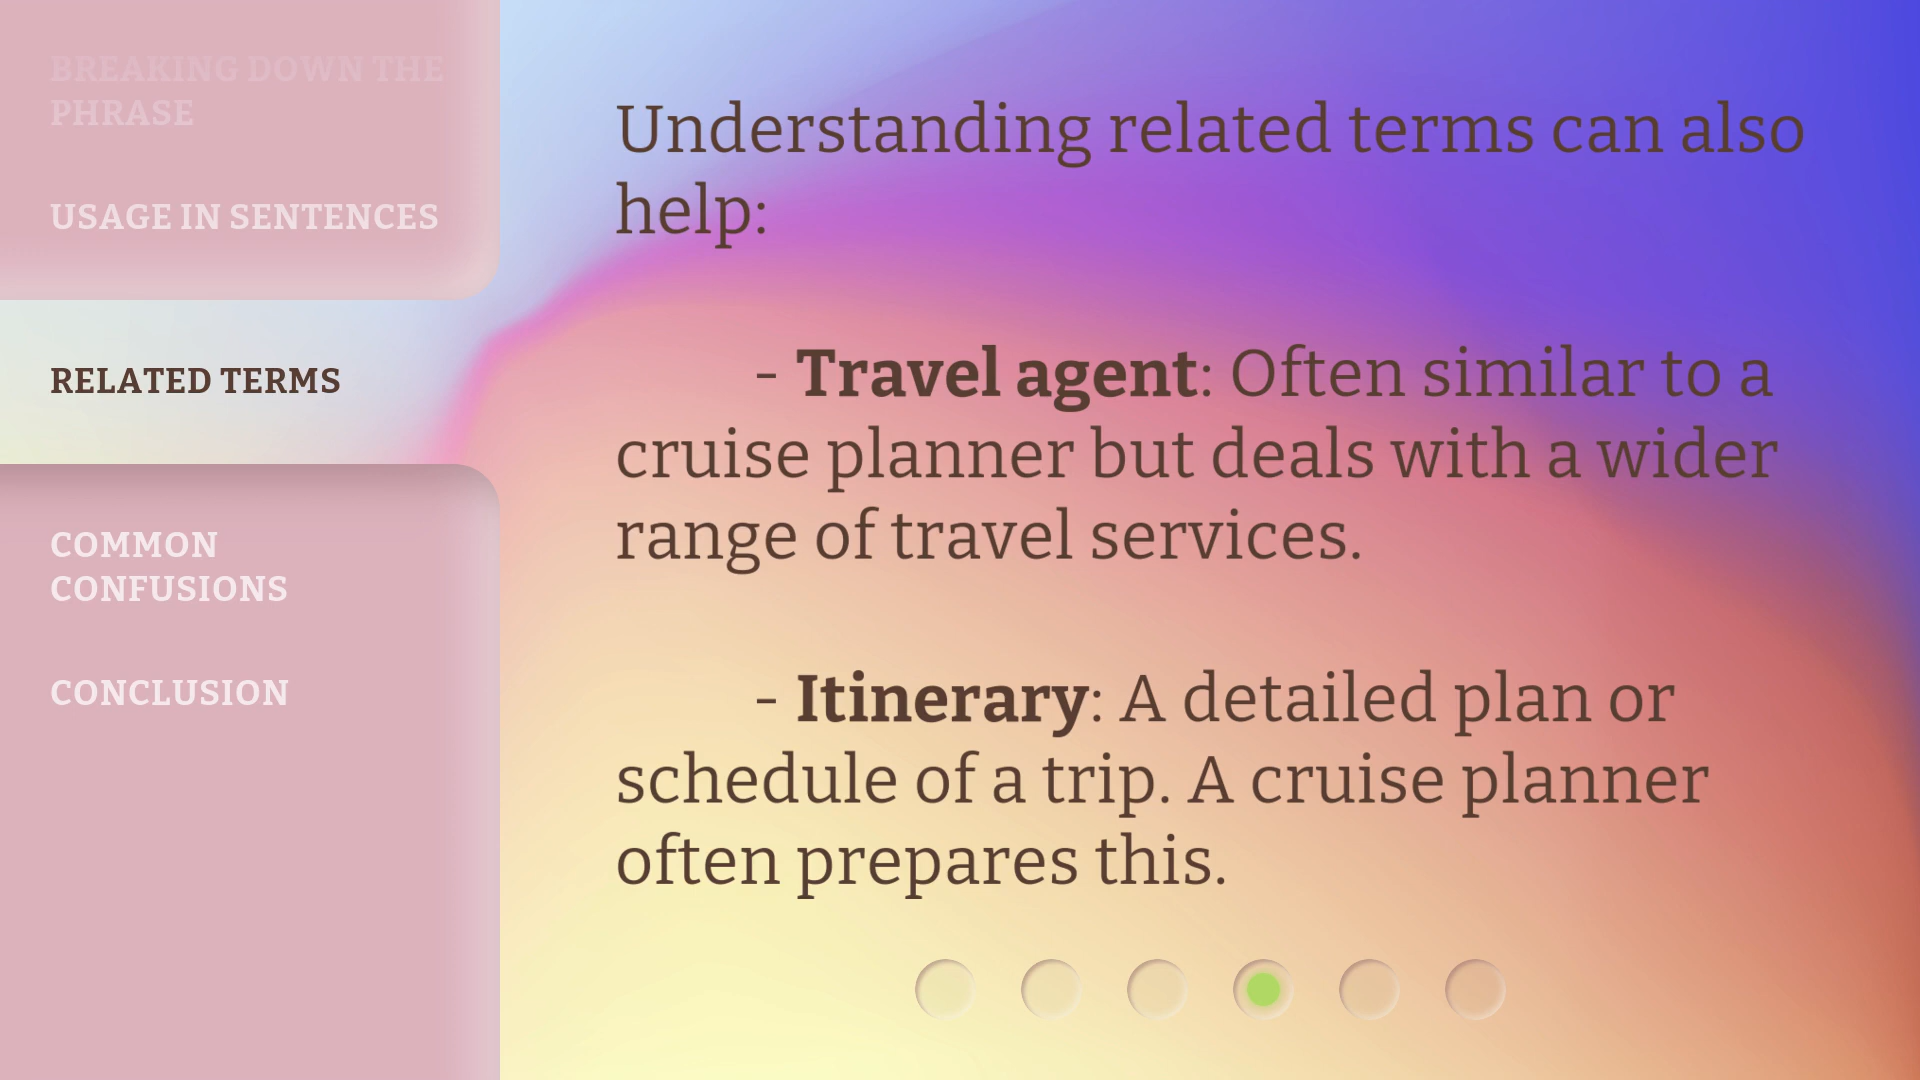 BREAKING DOWN THE
PHRASE
USAGE IN SENTENCES
RELATED TERMS
COMMON
CONFUSIONS
CONCLUSION
Understanding related terms can also
help:
- Travel agent: Often similar to a
cruise planner but deals with a wider
range of travel services.
- Itinerary: A detailed plan or
schedule of a trip. A cruise planner
often prepares this.